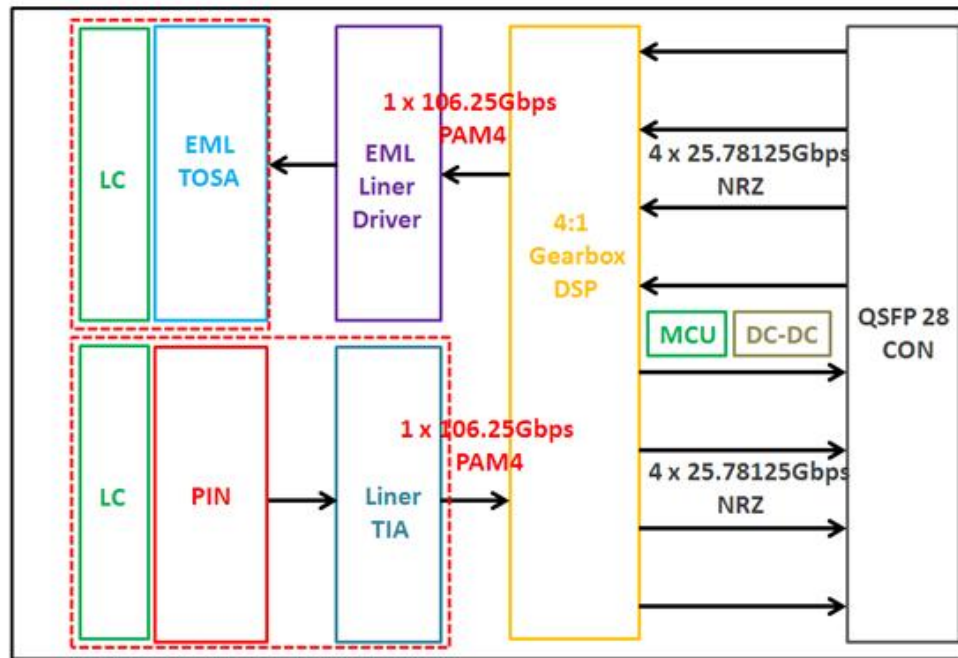 LC
EML
TOSA
EML
Liner
Driver
1 x 106.25Gbps
PAM4
4:1
Gearbox
DSP
4 x 25.78125Gbps
NRZ
MCU
DC-DC
QSFP 28
CON
LC
PIN
Liner
TIA
1 x 106.25Gbps
PAM4
4 x 25.78125Gbps
NRZ